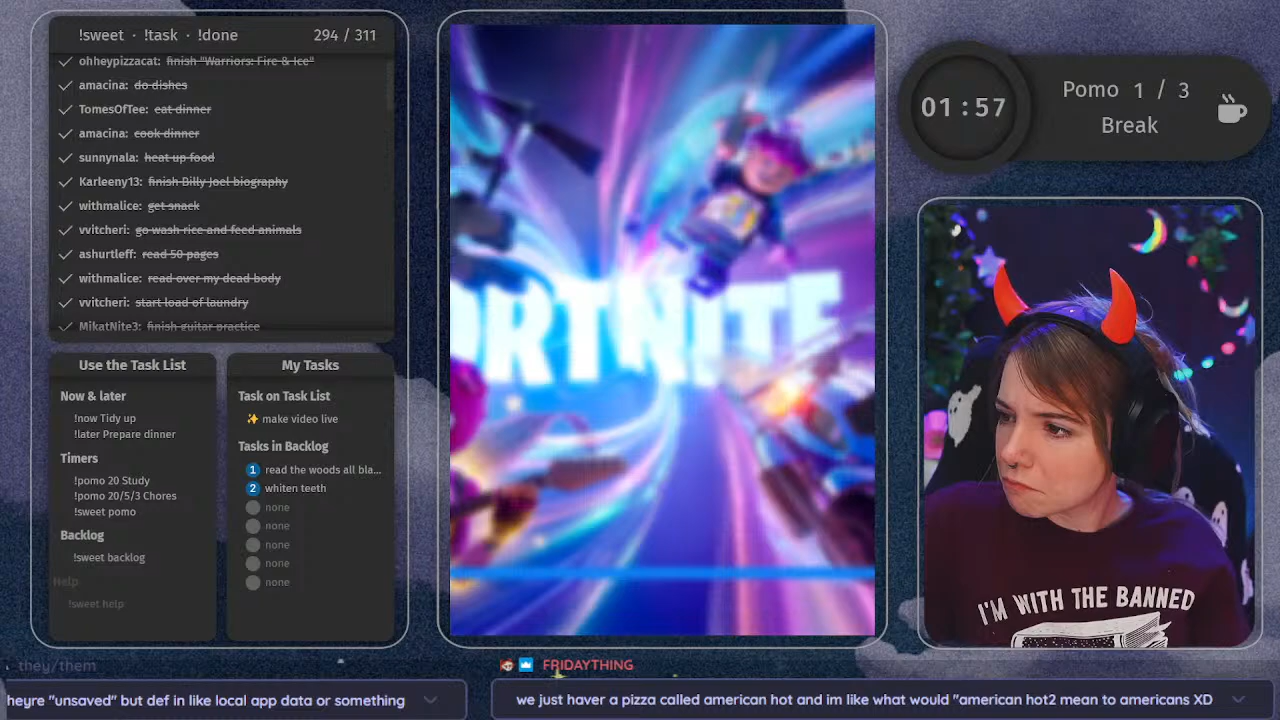 !sweet · !task · !done 294 / 311
ohheypizzacat: finish "Warriors: Fire & Ice"
amacina: do dishes
TomesOfTee: eat dinner
amacina: cook dinner
sunnynala: heat up food
Karleeny13: finish Billy Joel biography
withmalice: get snack
vvitcheri: go wash rice and feed animals
ashurtleff: read 50 pages
withmalice: read over my dead body
vvitcheri: start load of laundry
MikatNite3: finish guitar practice
Use the Task List
Now & later
!now Tidy up
!later Prepare dinner
Timers
!pomo 20 Study
!pomo 20/5/3 Chores
!sweet pomo
Backlog
!sweet backlog
Help
!sweet help
My Tasks
Task on Task List
✨ make video live
Tasks in Backlog
1 read the woods all bla...
2 whiten teeth
none
none
none
none
none
ORTNITE
01:57
Pomo 1 / 3
Break
I'M WITH THE BANNED
they/them
heyre "unsaved" but def in like local app data or something
FRIDAYTHING
we just haver a pizza called american hot and im like what would "american hot2 mean to americans XD